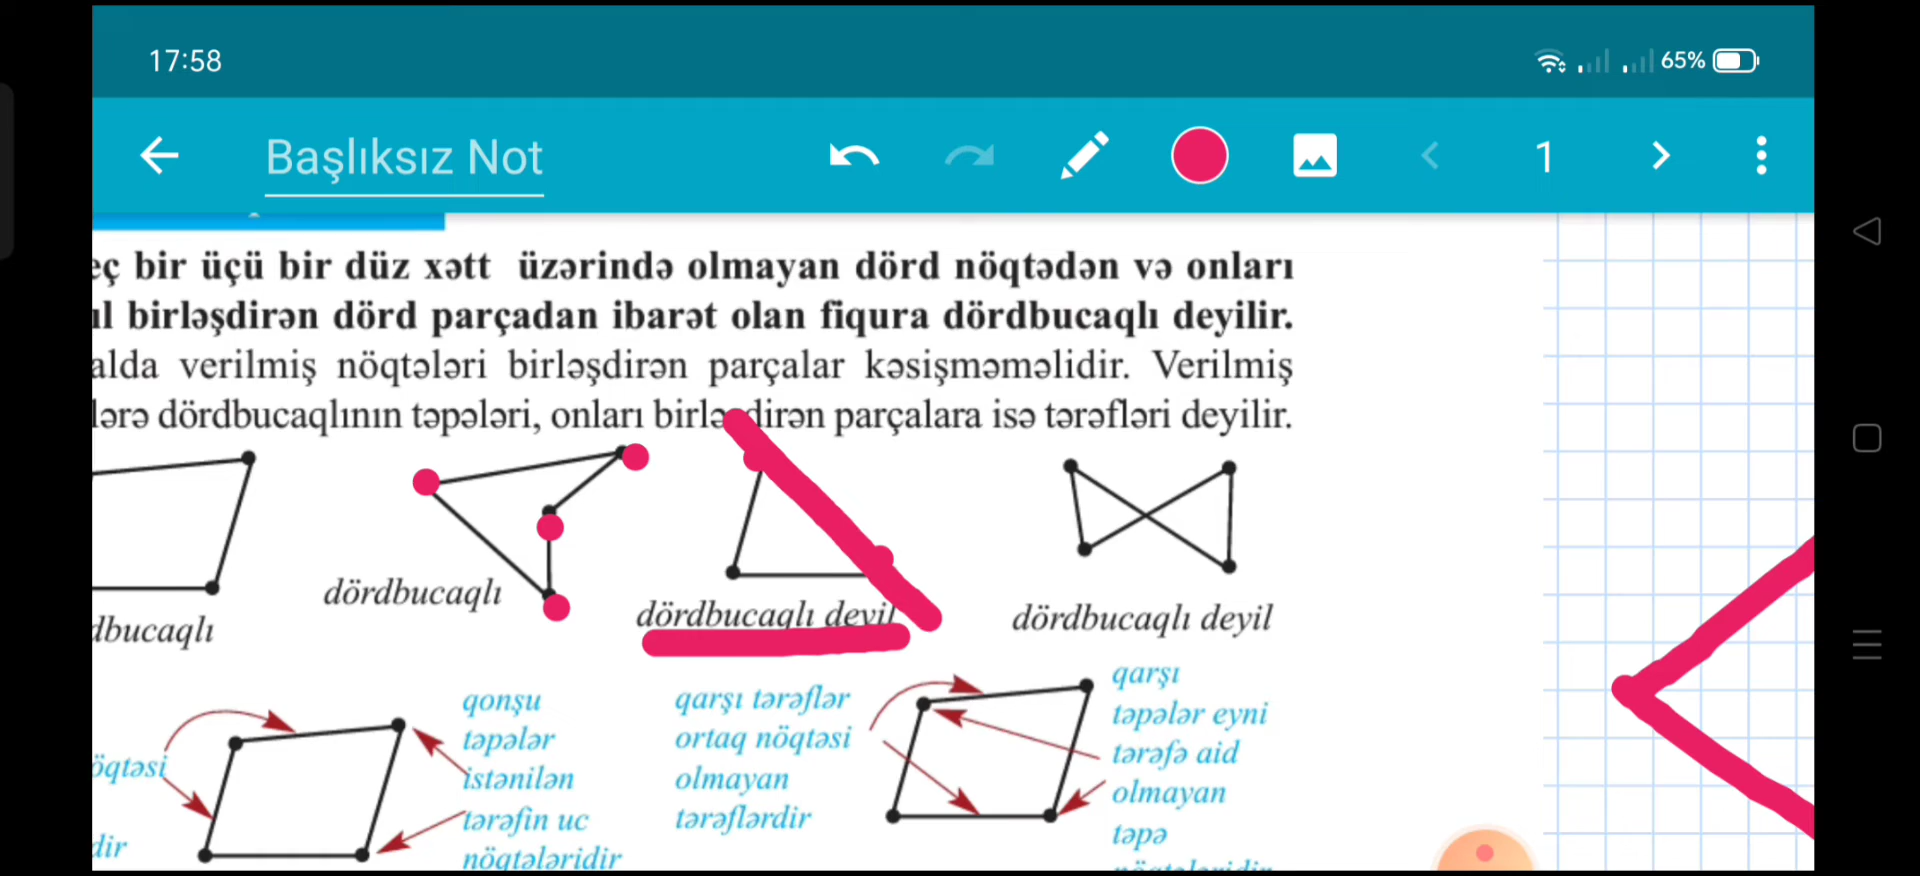 17:58
65%
Başlıksız Not
1
eç bir üçü bir düz xətt üzərində olmayan dörd nöqtədən və onları
ıl birləşdirən dörd parçadan ibarət olan fiqura dördbucaqlı deyilir.
alda verilmiş nöqtələri birləşdirən parçalar kəsişməməlidir. Verilmiş
lərə dördbucaqlının təpələri, onları birləşdirən parçalara isə tərəfləri deyilir.
dbucaqlı
dördbucaqlı
dördbucaqlı deyil
dördbucaqlı deyil
öqtəsi
dir
qonşu
təpələr
istənilən
tərəfin uc
nöqtələridir
qarşı tərəflər
ortaq nöqtəsi
olmayan
tərəflərdir
qarşı
təpələr eyni
tərəfə aid
olmayan
təpə
nöqtələridir